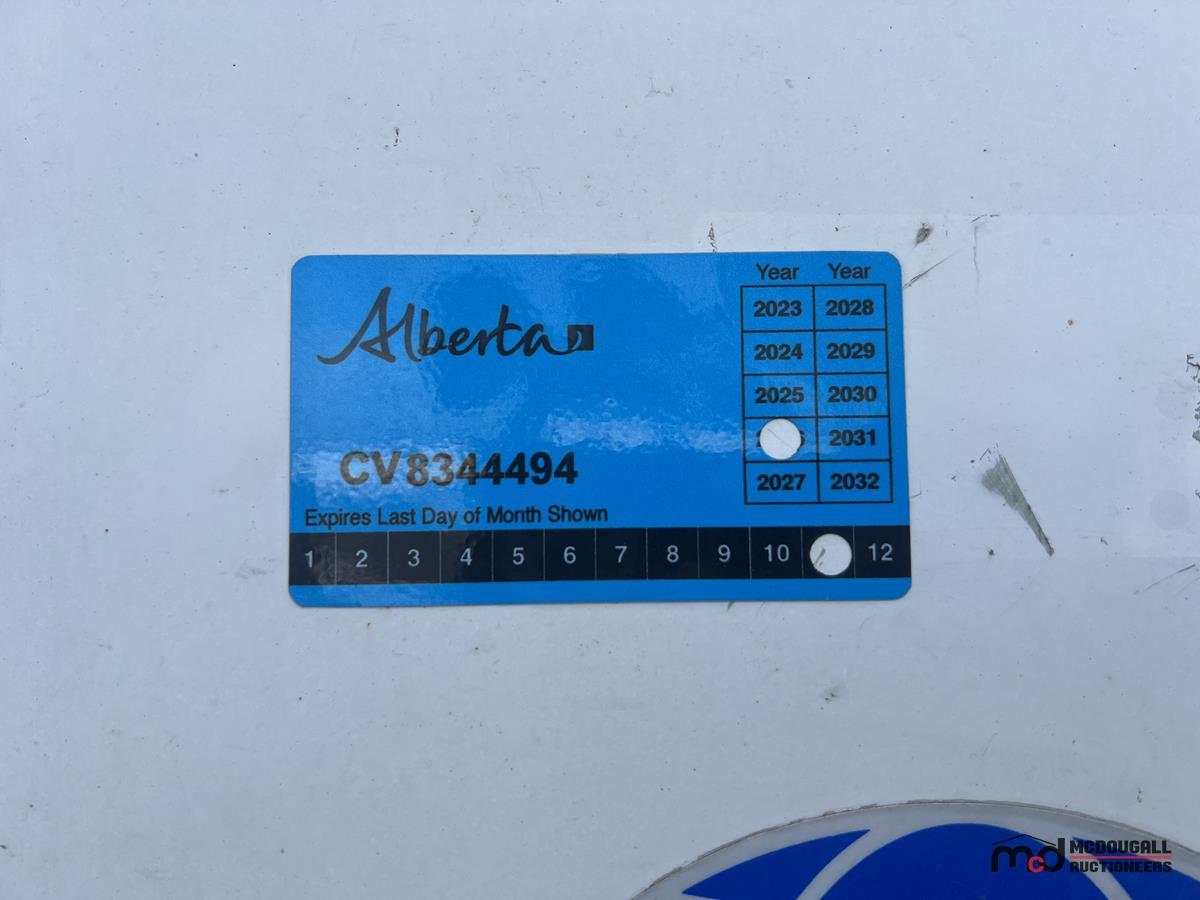 Alberta
Year Year
2023 2028
2024 2029
2025 2030
2031
2027 2032
CV8344494
Expires Last Day of Month Shown
1 2 3 4 5 6 7 8 9 10 12
mcd MCDOUGALL
AUCTIONEERS